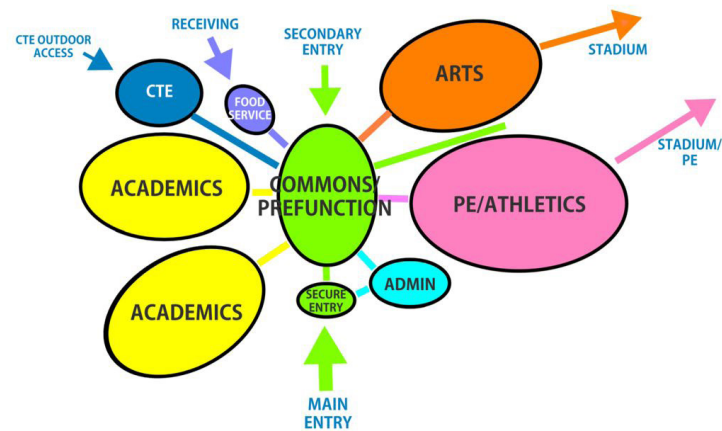 CTE OUTDOOR
ACCESS
RECEIVING
SECONDARY
ENTRY
STADIUM
ARTS
CTE
FOOD
SERVICE
STADIUM/
PE
ACADEMICS
COMMONS/
PREFUNCTION
PE/ATHLETICS
ACADEMICS
SECURE
ENTRY
ADMIN
MAIN
ENTRY